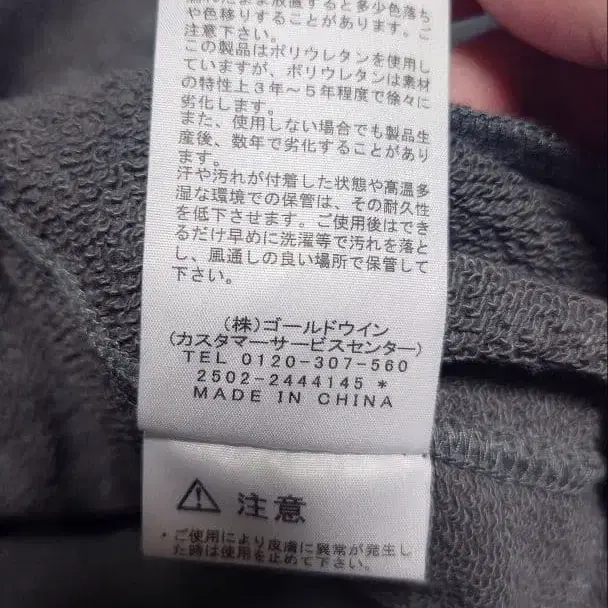 や色移りすることがあります。ご
注意下さい。
この製品はポリウレタンを使用し
ていますが、ポリウレタンは素材
の特性上3年〜5年程度で徐々に
劣化します。
また、使用しない場合でも製品生
産後、数年で劣化することがあり
ます。
汗や汚れが付着した状態や高温多
湿な環境での保管は、その耐久性
を低下させます。ご使用後はでき
るだけ早めに洗濯等で汚れを落と
し、風通しの良い場所で保管して
下さい。
(株)ゴールドウイン
(カスタマーサービスセンター)
TEL 0120-307-560
2502-2444145 *
MADE IN CHINA
⚠ 注意
・ご使用により皮膚に異常が発生し
た時は使用を止めて下さい。